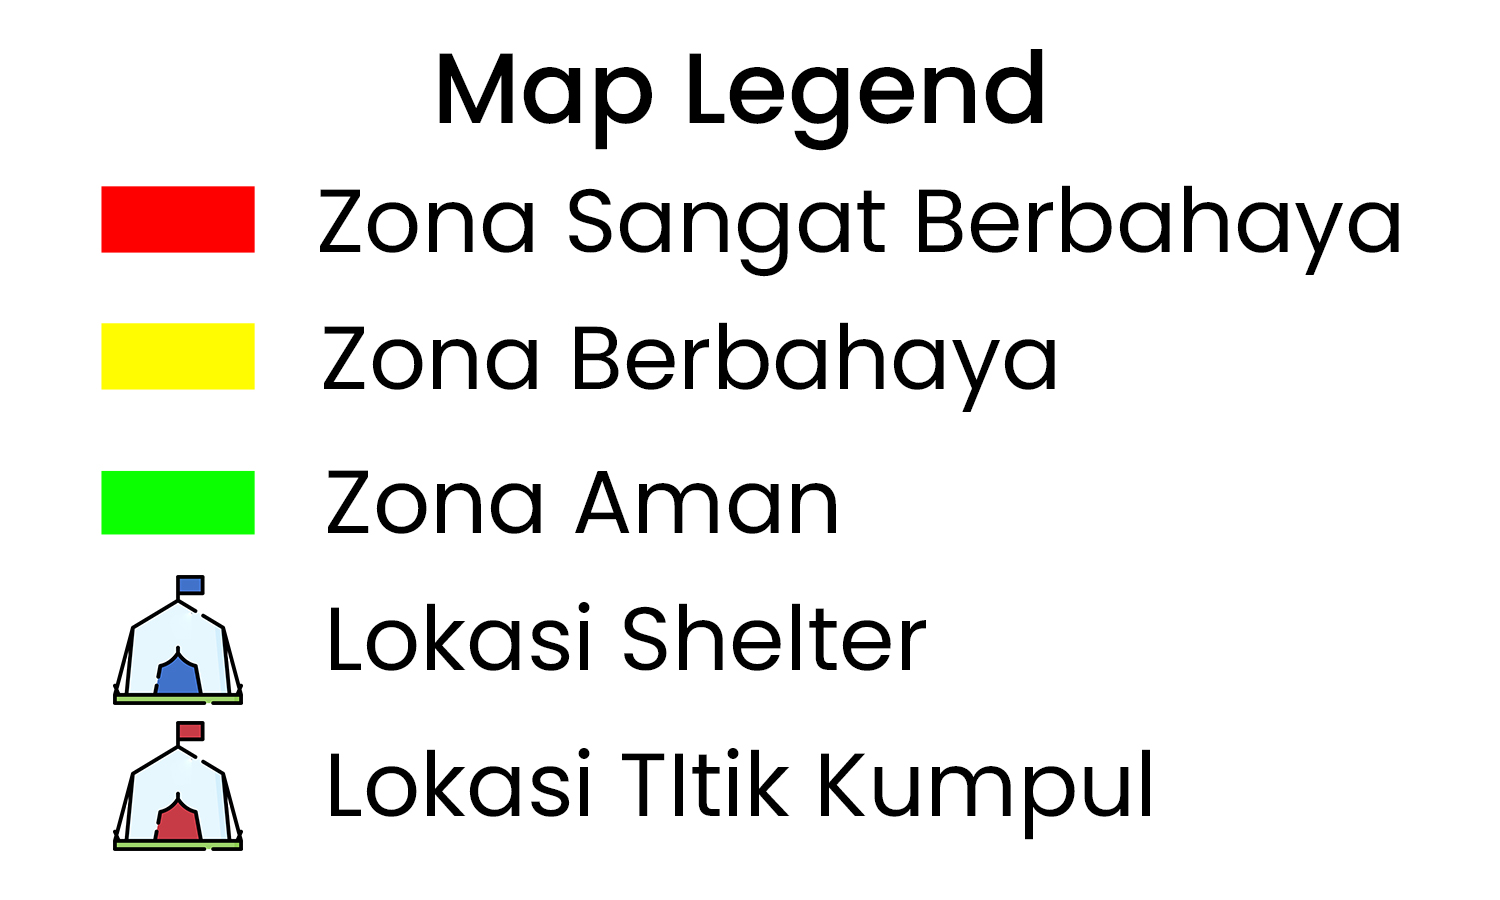 Map Legend
Zona Sangat Berbahaya
Zona Berbahaya
Zona Aman
Lokasi Shelter
Lokasi TItik Kumpul